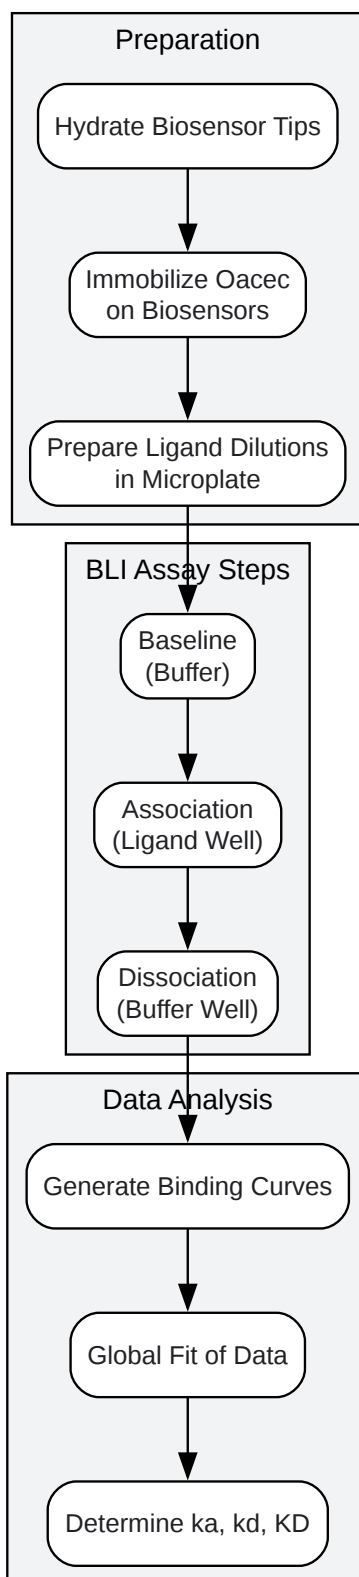 Preparation
Hydrate Biosensor Tips
Immobilize Oacec
on Biosensors
Prepare Ligand Dilutions
in Microplate
BLI Assay Steps
Baseline
(Buffer)
Association
(Ligand Well)
Dissociation
(Buffer Well)
Data Analysis
Generate Binding Curves
Global Fit of Data
Determine ka, kd, KD